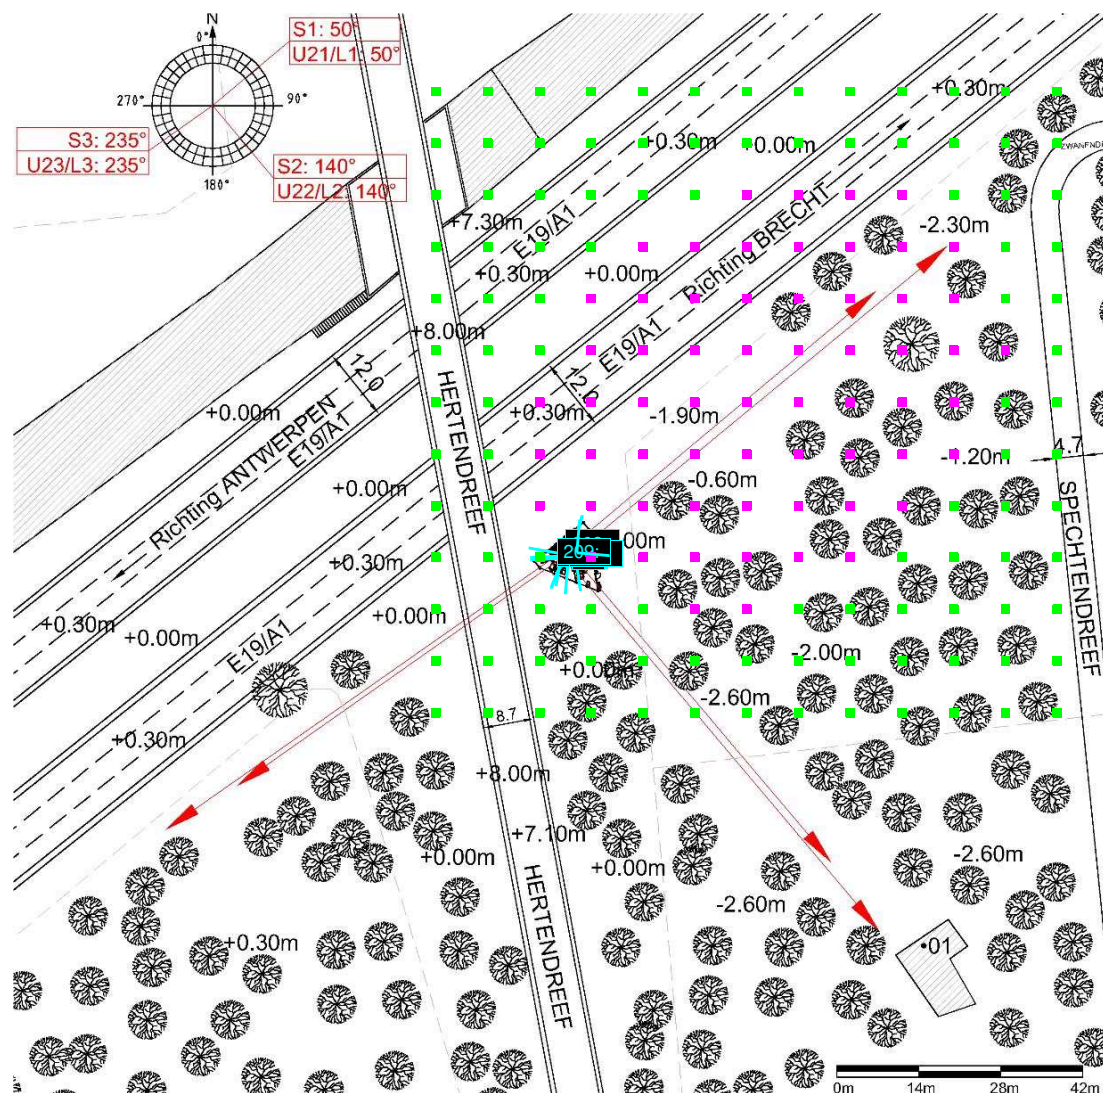 N
0°
S1: 50°
U21/L1: 50°
270°
90°
S3: 235°
U23/L3: 235°
S2: 140°
U22/L2: 140°
180°
+0.30m
+0.30m
+0.00m
ZWANEND
+7.30m
E19/A1
Richting BRECHT
-2.30m
+0.30m
+0.00m
+8.00m
E19/A1
12.0
HERTENDREEF
+0.00m
+0.30m
-1.90m
Richting ANTWERPEN
E19/A1
4.7
-1.20m
+0.00m
-0.60m
SPECHTENDREEF
00m
209
+0.30m
+0.00m
+0.30m
+0.00m
E19/A1
-2.00m
+0.00m
-2.60m
8.7
+0.30m
+8.00m
+7.10m
+0.00m
+0.00m
-2.60m
HERTENDREEF
-2.60m
+0.30m
01
0m
14m
28m
42m